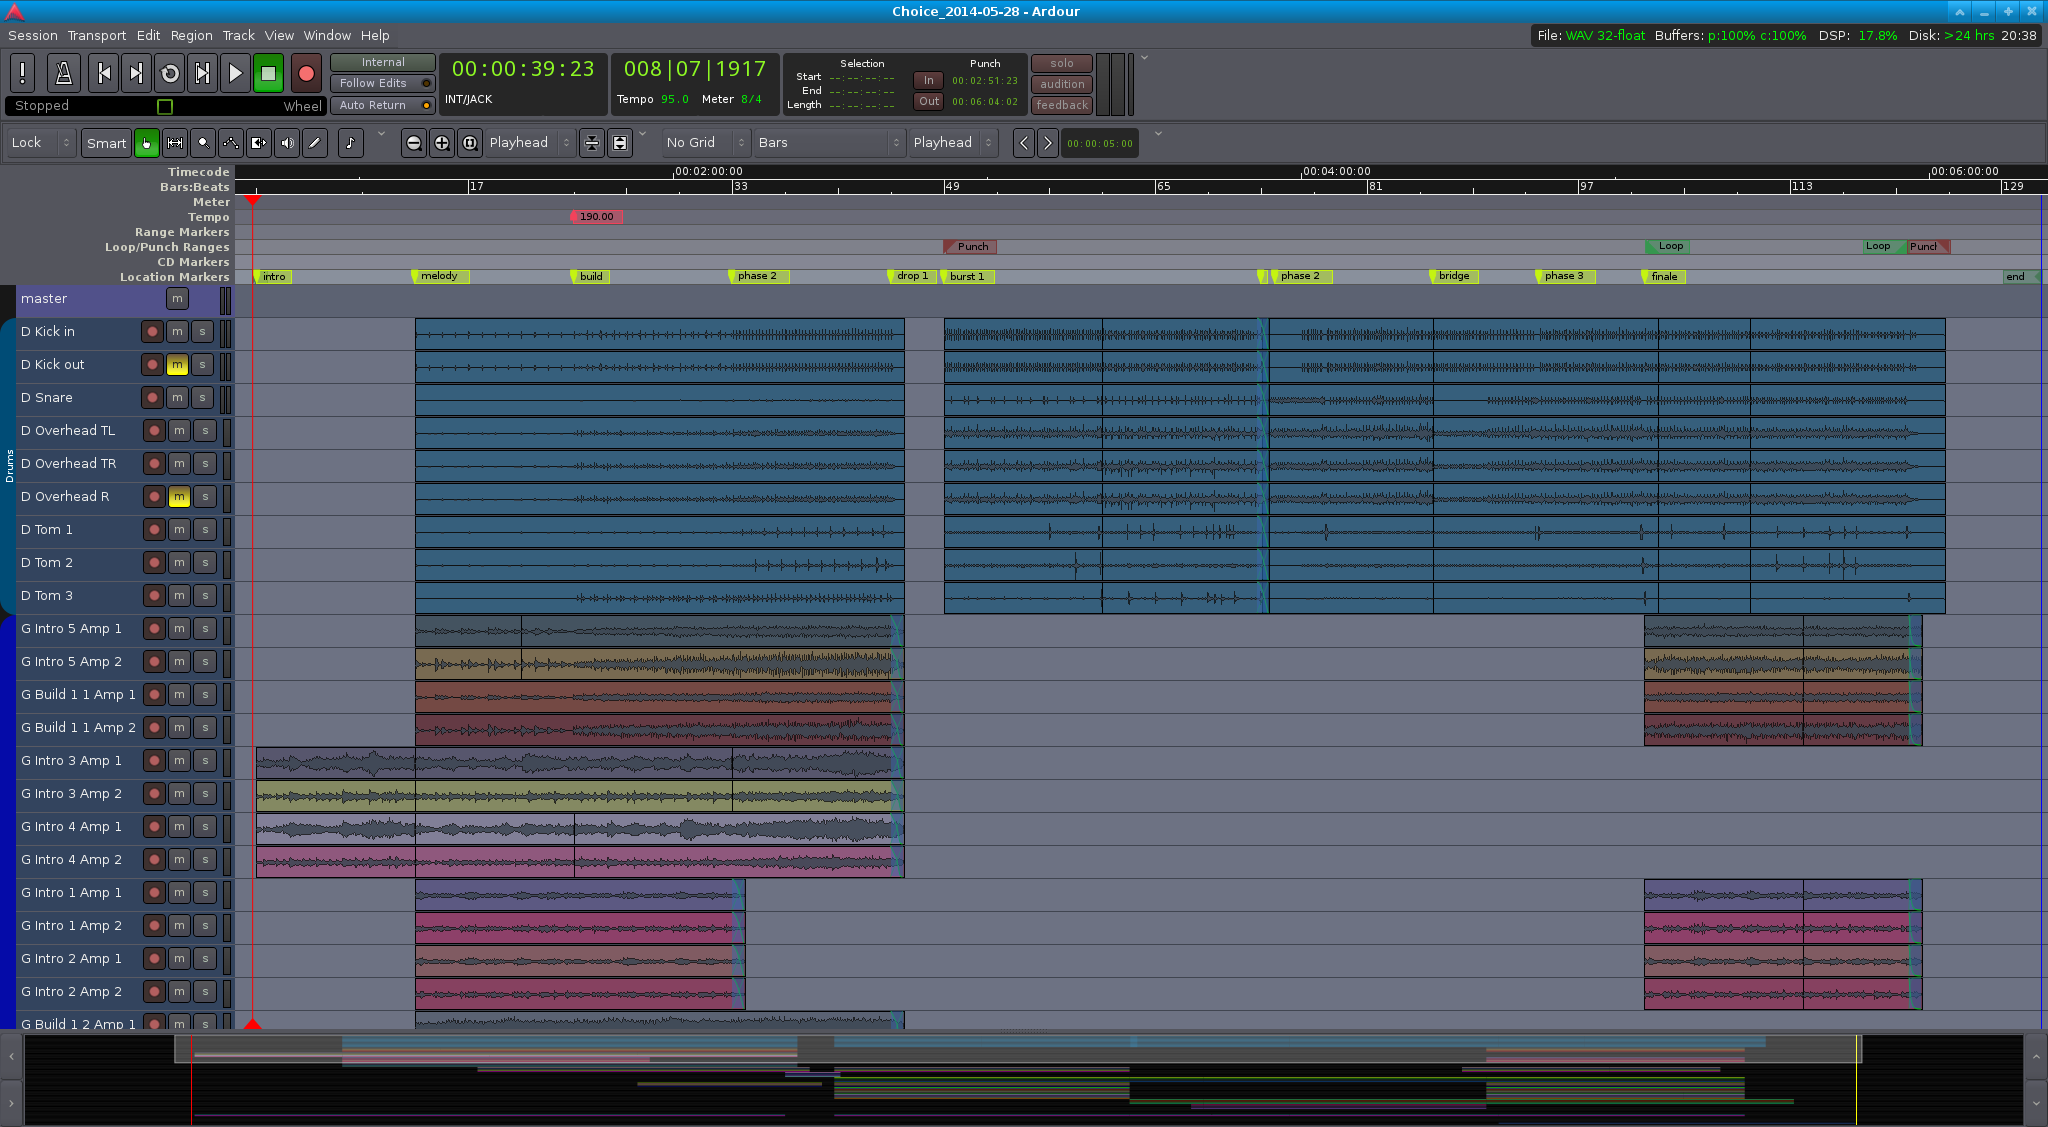 Choice_2014-05-28 - Ardour
Session Transport Edit Region Track View Window Help
File: WAV 32-float Buffers: p:100% c:100% DSP: 17.8% Disk: >24 hrs 20:38
Internal
Follow Edits
Auto Return
Stopped
Wheel
00:00:39:23
INT/JACK
008|07|1917
Tempo 95.0 Meter 8/4
Selection
Start --:--:--:--
End --:--:--:--
Length --:--:--:--
Punch
In 00:02:51:23
Out 00:06:04:02
solo
audition
feedback
Lock Smart Playhead No Grid Bars Playhead 00:00:05:00
Timecode 00:02:00:00 00:04:00:00 00:06:00:00
Bars:Beats 17 33 49 65 81 97 113 129
Meter
Tempo 190.00
Range Markers
Loop/Punch Ranges Punch Loop Loop Punch
CD Markers
Location Markers intro melody build phase 2 drop 1 burst 1 phase 2 bridge phase 3 finale end
master m
Drums
D Kick in m s
D Kick out m s
D Snare m s
D Overhead TL m s
D Overhead TR m s
D Overhead R m s
D Tom 1 m s
D Tom 2 m s
D Tom 3 m s
G Intro 5 Amp 1 m s
G Intro 5 Amp 2 m s
G Build 1 1 Amp 1 m s
G Build 1 1 Amp 2 m s
G Intro 3 Amp 1 m s
G Intro 3 Amp 2 m s
G Intro 4 Amp 1 m s
G Intro 4 Amp 2 m s
G Intro 1 Amp 1 m s
G Intro 1 Amp 2 m s
G Intro 2 Amp 1 m s
G Intro 2 Amp 2 m s
G Build 1 2 Amp 1 m s